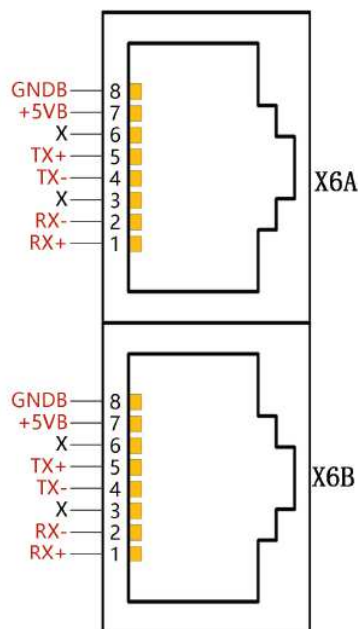 GNDB 8
+5VB 7
X 6
TX+ 5
TX- 4
X 3
RX- 2
RX+ 1
X6A
GNDB 8
+5VB 7
X 6
TX+ 5
TX- 4
X 3
RX- 2
RX+ 1
X6B